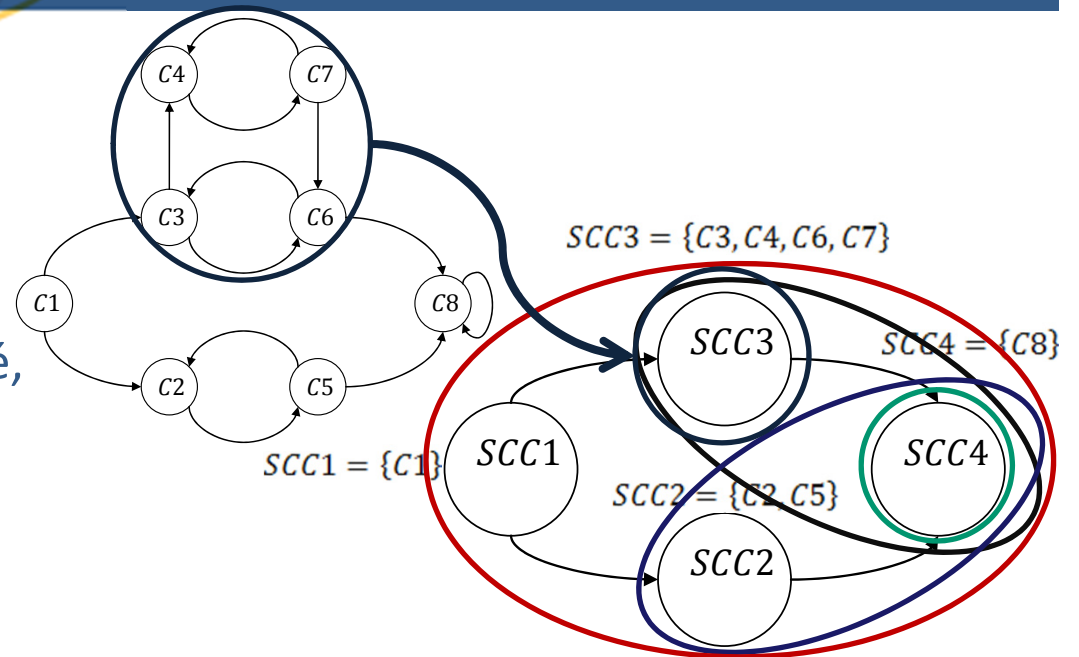 C4
C7
C3
C6
C1
C8
é,
C2
C5
SCC3 = {C3, C4, C6, C7}
SCC3
SCC4 = {C8}
SCC1 = {C1}
SCC1
SCC4
SCC2 = {C2, C5}
SCC2